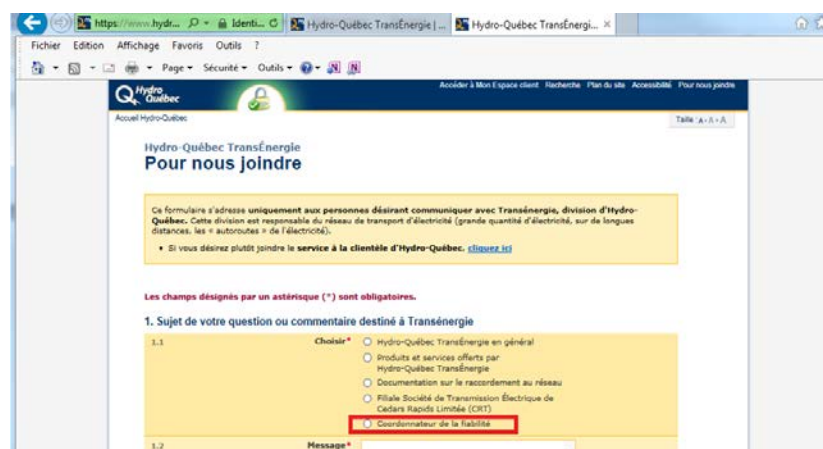 https://www.hydr... Identi... Hydro-Québec TransÉnergie | ... Hydro-Québec TransÉnergi...
Fichier Edition Affichage Favoris Outils ?
Page Sécurité Outils
Hydro
Québec
Accéder à Mon Espace client Recherche Plan du site Accessibilité Pour nous joindre
Accueil Hydro-Québec
Taille A A A
Hydro-Québec TransÉnergie
Pour nous joindre
Ce formulaire s'adresse uniquement aux personnes désirant communiquer avec Transénergie, division d'Hydro-
Québec. Cette division est responsable du réseau de transport d'électricité (grande quantité d'électricité, sur de longues
distances, les « autoroutes » de l'électricité).
• Si vous désirez plutôt joindre le service à la clientèle d'Hydro-Québec, cliquez ici
Les champs désignés par un astérisque (*) sont obligatoires.
1. Sujet de votre question ou commentaire destiné à Transénergie
1.1 Choisir*
Hydro-Québec TransÉnergie en général
Produits et services offerts par
Hydro-Québec TransÉnergie
Documentation sur le raccordement au réseau
Filiale Société de Transmission Électrique de
Cedars Rapids Limitée (CRT)
Coordonnateur de la fiabilité
1.2 Message*